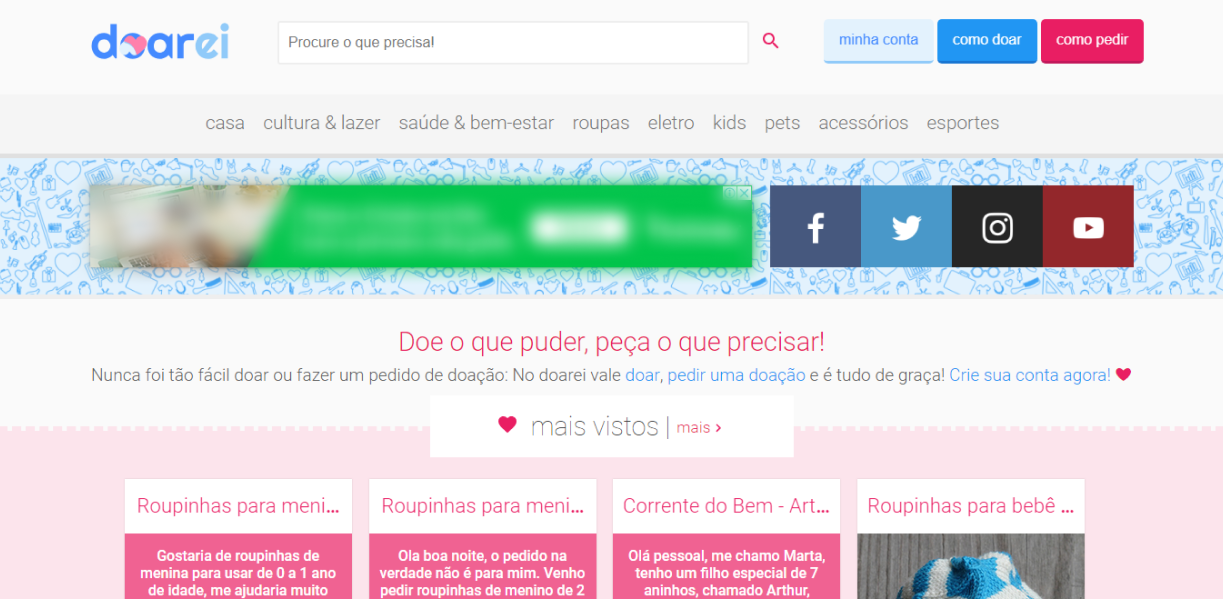 doarei
Procure o que precisa!
minha conta
como doar
como pedir
casa cultura & lazer saúde & bem-estar roupas eletro kids pets acessórios esportes
Doe o que puder, peça o que precisar!
Nunca foi tão fácil doar ou fazer um pedido de doação: No doarei vale doar, pedir uma doação e é tudo de graça! Crie sua conta agora!
mais vistos | mais ›
Roupinhas para meni...
Gostaria de roupinhas de
menina para usar de 0 a 1 ano
de idade, me ajudaria muito
Roupinhas para meni...
Ola boa noite, o pedido na
verdade não é para mim. Venho
pedir roupinhas de menino de 2
Corrente do Bem - Art...
Olá pessoal, me chamo Marta,
tenho um filho especial de 7
aninhos, chamado Arthur,
Roupinhas para bebê ...